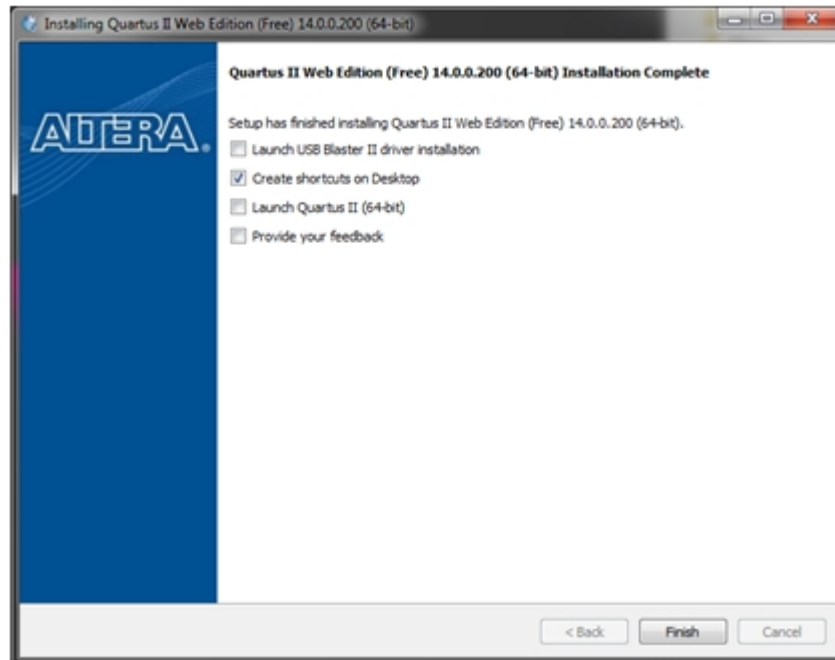 Installing Quartus II Web Edition (Free) 14.0.0.200 (64-bit)
Quartus II Web Edition (Free) 14.0.0.200 (64-bit) Installation Complete
ALTERA®
Setup has finished installing Quartus II Web Edition (Free) 14.0.0.200 (64-bit).
Launch USB Blaster II driver installation
Create shortcuts on Desktop
Launch Quartus II (64-bit)
Provide your feedback
< Back
Finish
Cancel